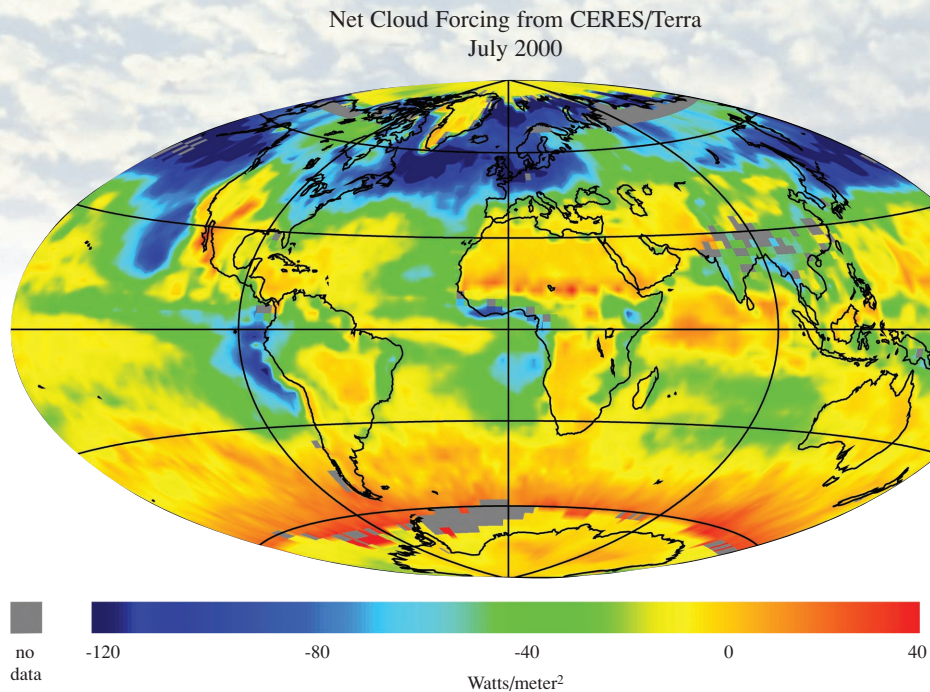 Net Cloud Forcing from CERES/Terra
July 2000
no
data
-120 -80 -40 0 40
Watts/meter²